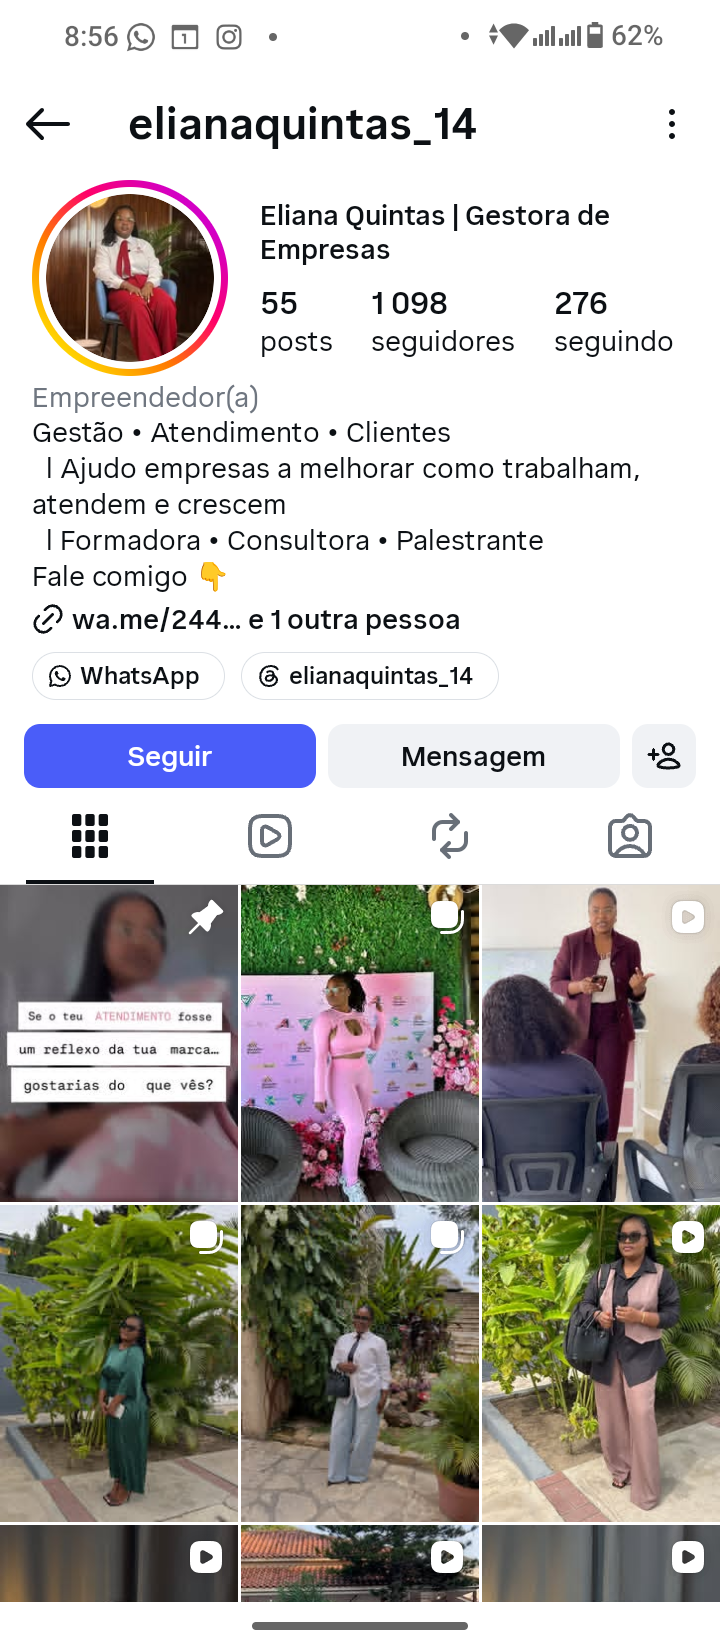 8:56
62%
elianaquintas_14
Eliana Quintas | Gestora de
Empresas
55
1 098
276
posts
seguidores
seguindo
Empreendedor(a)
Gestão • Atendimento • Clientes
| Ajudo empresas a melhorar como trabalham,
atendem e crescem
| Formadora • Consultora • Palestrante
Fale comigo 👇
wa.me/244... e 1 outra pessoa
WhatsApp
elianaquintas_14
Seguir
Mensagem
Se o teu ATENDIMENTO fosse
um reflexo da tua marca…
gostarias do que vês?